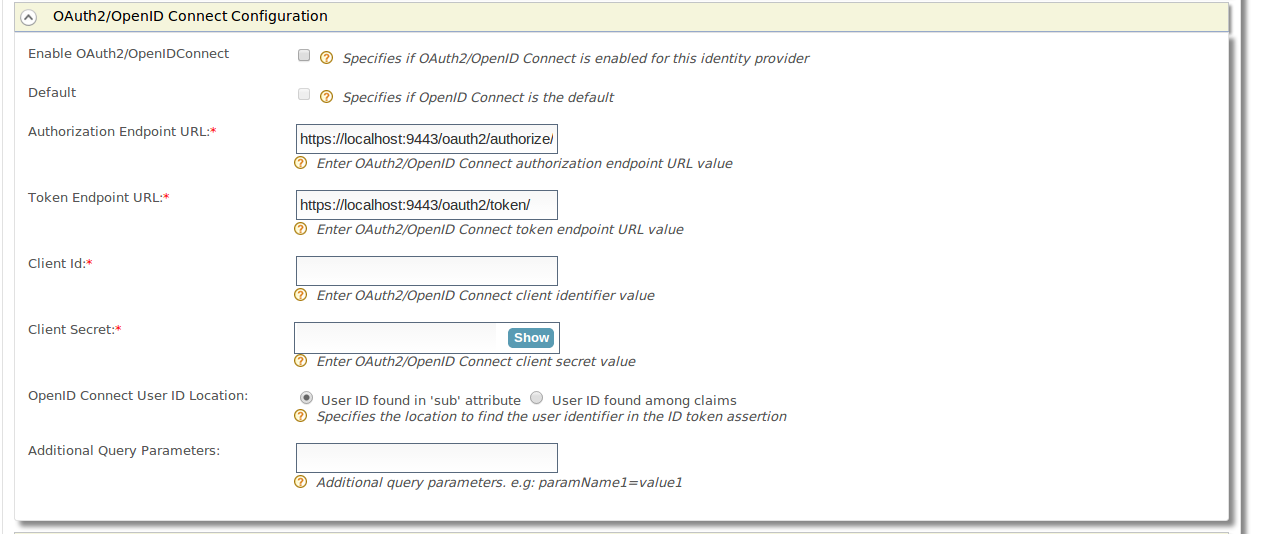 OAuth2/OpenID Connect Configuration
Enable OAuth2/OpenIDConnect
? Specifies if OAuth2/OpenID Connect is enabled for this identity provider
Default
? Specifies if OpenID Connect is the default
Authorization Endpoint URL:*
https://localhost:9443/oauth2/authorize/
? Enter OAuth2/OpenID Connect authorization endpoint URL value
Token Endpoint URL:*
https://localhost:9443/oauth2/token/
? Enter OAuth2/OpenID Connect token endpoint URL value
Client Id:*
? Enter OAuth2/OpenID Connect client identifier value
Client Secret:*
Show
? Enter OAuth2/OpenID Connect client secret value
OpenID Connect User ID Location:
User ID found in 'sub' attribute User ID found among claims
? Specifies the location to find the user identifier in the ID token assertion
Additional Query Parameters:
? Additional query parameters. e.g: paramName1=value1